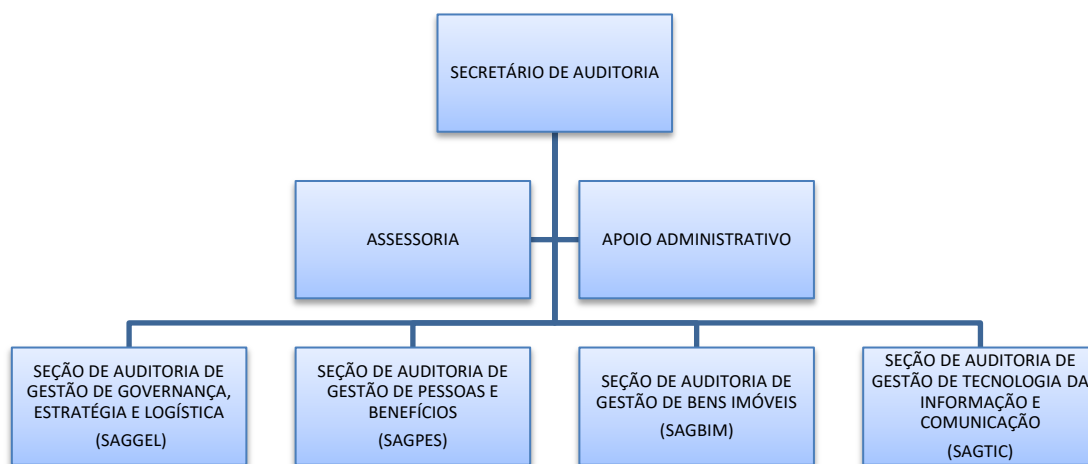 SECRETÁRIO DE AUDITORIA
ASSESSORIA
APOIO ADMINISTRATIVO
SEÇÃO DE AUDITORIA DE
GESTÃO DE GOVERNANÇA,
ESTRATÉGIA E LOGÍSTICA
(SAGGEL)
SEÇÃO DE AUDITORIA DE
GESTÃO DE PESSOAS E
BENEFÍCIOS
(SAGPES)
SEÇÃO DE AUDITORIA DE
GESTÃO DE BENS IMÓVEIS
(SAGBIM)
SEÇÃO DE AUDITORIA DE
GESTÃO DE TECNOLOGIA DA
INFORMAÇÃO E
COMUNICAÇÃO
(SAGTIC)